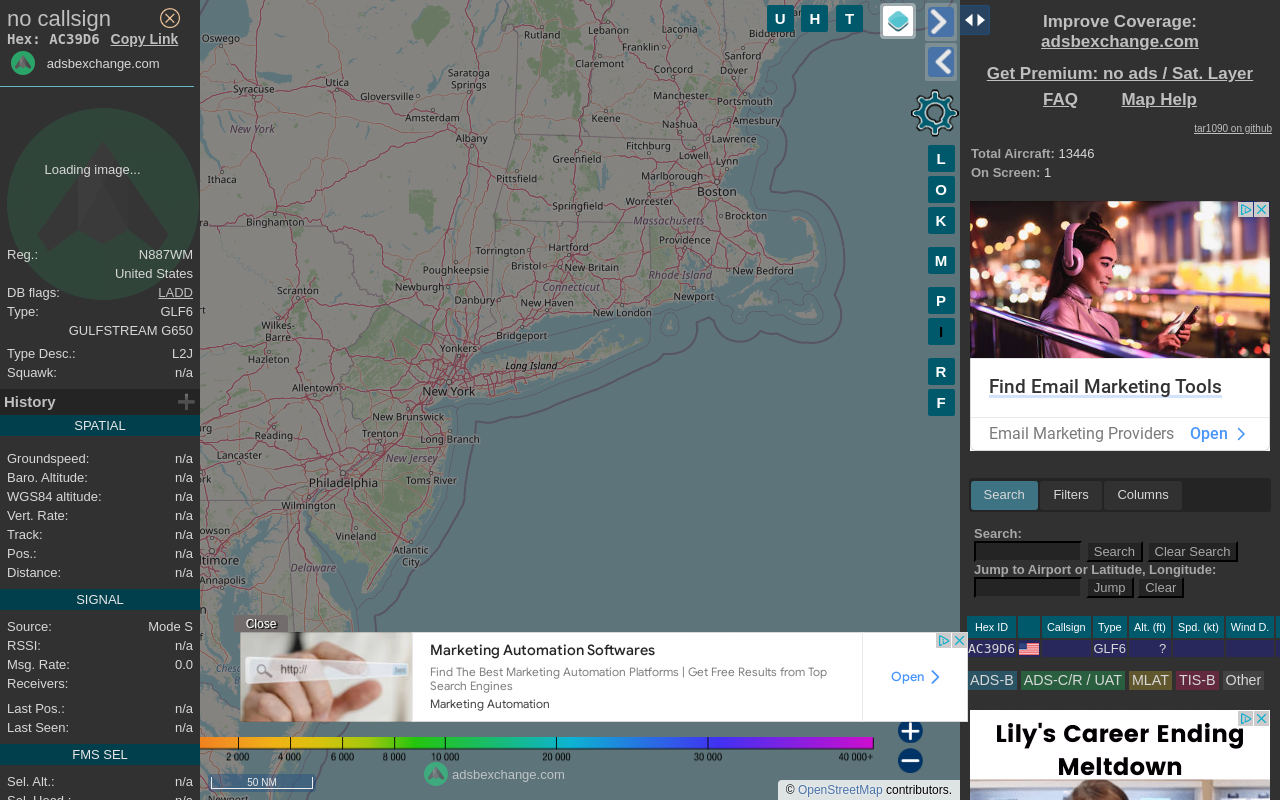 no callsign
Hex: AC39D6 Copy Link
adsbexchange.com
Loading image...
Reg.: N887WM
United States
DB flags: LADD
Type: GLF6
GULFSTREAM G650
Type Desc.: L2J
Squawk: n/a
History
SPATIAL
Groundspeed: n/a
Baro. Altitude: n/a
WGS84 altitude: n/a
Vert. Rate: n/a
Track: n/a
Pos.: n/a
Distance: n/a
SIGNAL
Source: Mode S
RSSI: n/a
Msg. Rate: 0.0
Receivers:
Last Pos.: n/a
Last Seen: n/a
FMS SEL
Sel. Alt.: n/a
U H T
L
O
K
M
P
I
R
F
Oswego
Rutland
Lebanon
Laconia
Biddeford
Franklin
Sanford
Claremont
Concord
Dover
Syracuse
Utica
Saratoga
Springs
Gloversville
Manchester
Portsmouth
Amsterdam
Keene
Nashua
Amesbury
New York
Albany
Fitchburg
Lawrence
Greenfield
Lowell
Lynn
Ithaca
Pittsfield
Marlborough
Boston
Springfield
Worcester
Binghamton
Massachusetts
Brockton
Torrington
Hartford
Providence
Bristol
New Britain
New Bedford
Poughkeepsie
Rhode Island
Newburgh
Connecticut
Danbury
Newport
Scranton
New Haven
New London
Wilkes-
Barre
Bridgeport
Hazleton
Yonkers
Long Island
Allentown
New York
New Brunswick
Reading
Trenton
Long Branch
Lancaster
New Jersey
Philadelphia
Toms River
Wilmington
Vineland
Atlantic
City
Delaware
Annapolis
Close
Marketing Automation Softwares
Find The Best Marketing Automation Platforms | Get Free Results from Top
Search Engines
Marketing Automation
Open
http://
2 000 4 000 6 000 8 000 10 000 20 000 30 000 40 000+
adsbexchange.com
50 NM
© OpenStreetMap contributors.
Improve Coverage:
adsbexchange.com
Get Premium: no ads / Sat. Layer
FAQ Map Help
tar1090 on github
Total Aircraft: 13446
On Screen: 1
Find Email Marketing Tools
Email Marketing Providers Open
Search Filters Columns
Search:
Search Clear Search
Jump to Airport or Latitude, Longitude:
Jump Clear
Hex ID Callsign Type Alt. (ft) Spd. (kt) Wind D.
AC39D6 GLF6 ?
ADS-B ADS-C/R / UAT MLAT TIS-B Other
Lily's Career Ending
Meltdown